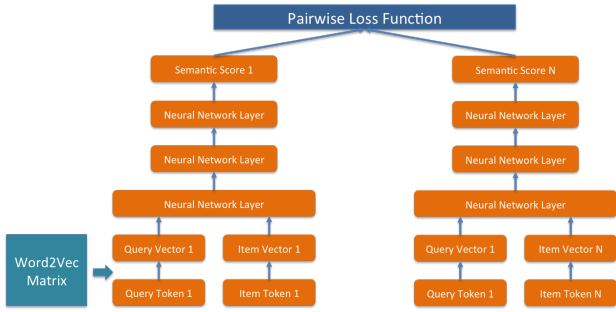 Pairwise Loss Function
Semantic Score 1
Semantic Score N
Neural Network Layer
Neural Network Layer
Neural Network Layer
Neural Network Layer
Neural Network Layer
Neural Network Layer
Word2Vec
Matrix
Query Vector 1
Item Vector 1
Query Vector 1
Item Vector N
Query Token 1
Item Token 1
Query Token 1
Item Token N